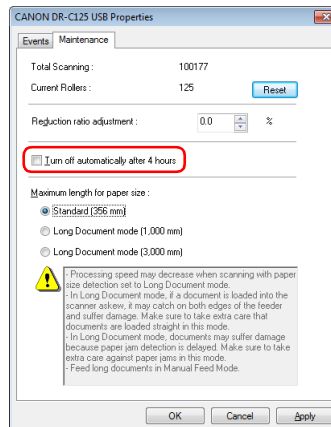 CANON DR-C125 USB Properties
Events Maintenance
Total Scanning : 100177
Current Rollers : 125 Reset
Reduction ratio adjustment : 0.0 %
Turn off automatically after 4 hours
Maximum length for paper size :
Standard (356 mm)
Long Document mode (1,000 mm)
Long Document mode (3,000 mm)
- Processing speed may decrease when scanning with paper
size detection set to Long Document mode.
- In Long Document mode, if a document is loaded into the
scanner askew, it may catch on both edges of the feeder
and suffer damage. Make sure to take extra care that
documents are loaded straight in this mode.
- In Long Document mode, documents may suffer damage
because paper jam detection is delayed. Make sure to take
extra care against paper jams in this mode.
- Feed long documents in Manual Feed Mode.
OK Cancel Apply